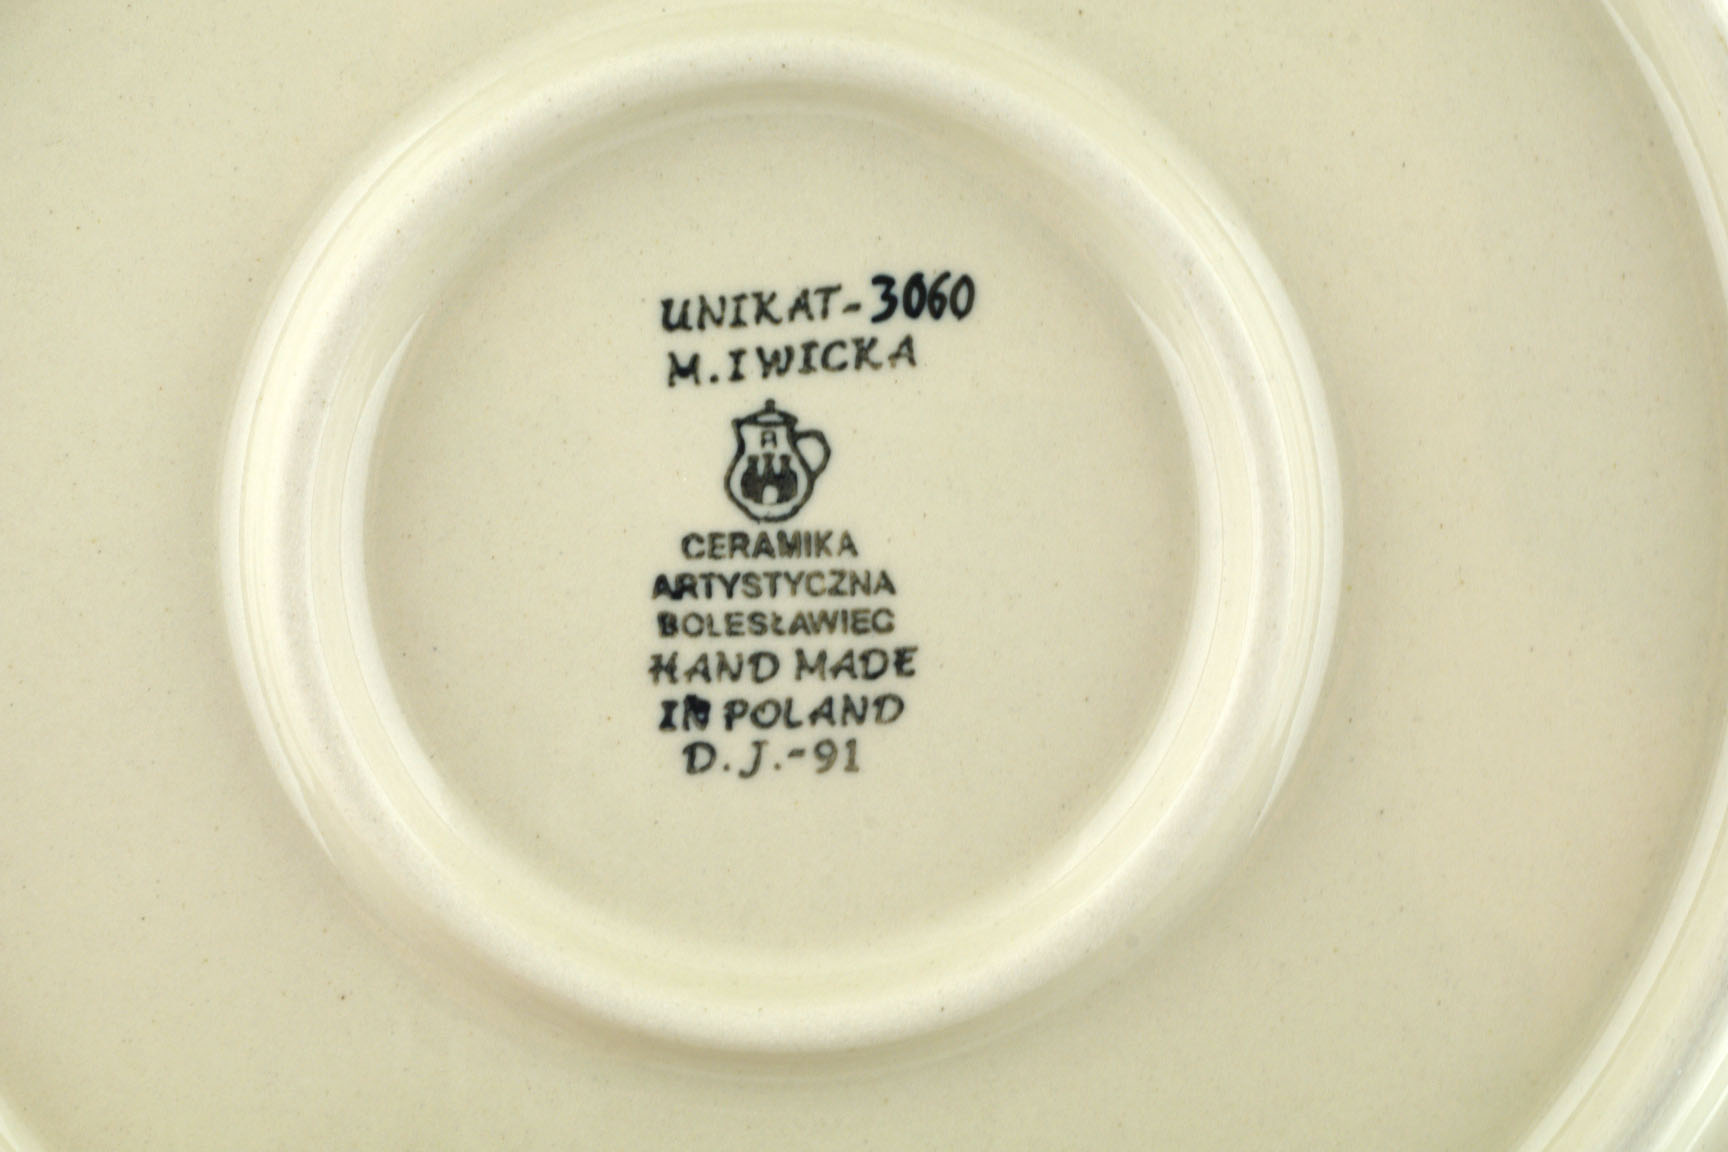 UNIKAT-3060
M.IWICKA
A
CERAMIKA
ARTYSTYCZNA
BOLESŁAWIEC
HAND MADE
IN POLAND
D.J.-91